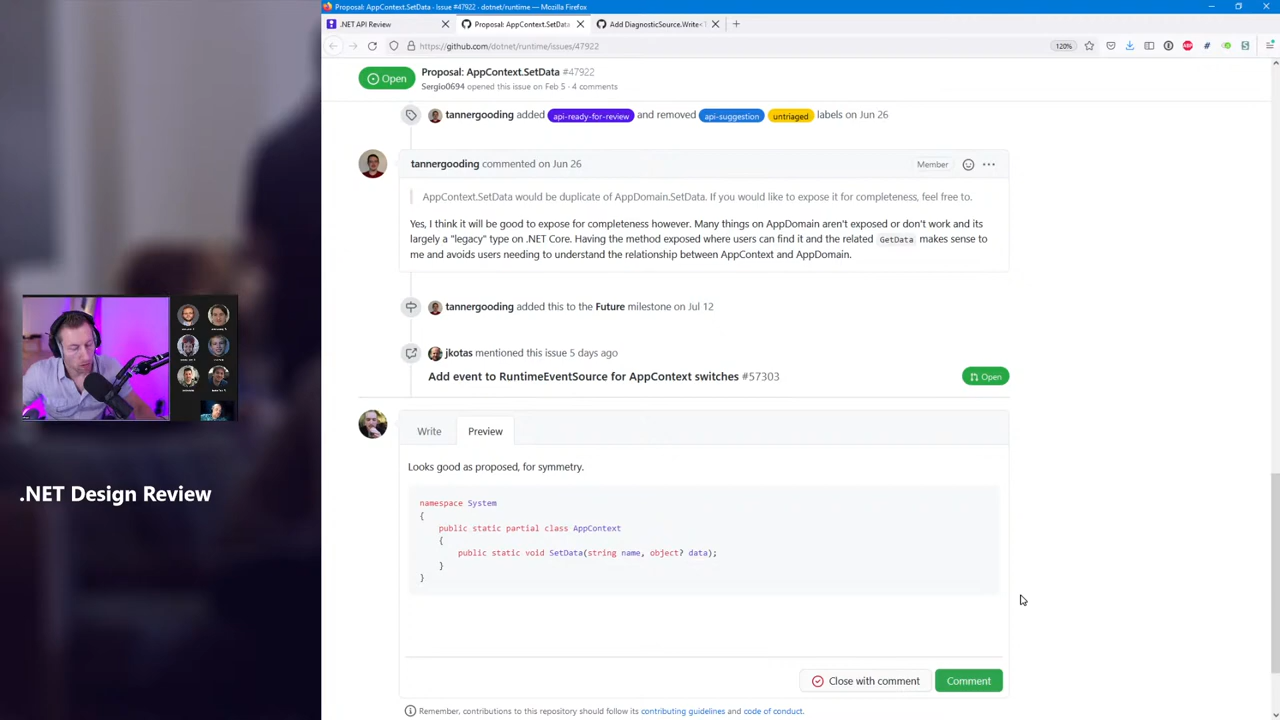 Proposal: AppContext.SetData · Issue #47922 · dotnet/runtime — Mozilla Firefox
.NET API Review
Proposal: AppContext.SetData
Add DiagnosticSource.Write<T
https://github.com/dotnet/runtime/issues/47922
120%
Open
Proposal: AppContext.SetData #47922
Sergio0694 opened this issue on Feb 5 · 4 comments
tannergooding added api-ready-for-review and removed api-suggestion untriaged labels on Jun 26
tannergooding commented on Jun 26
Member
AppContext.SetData would be duplicate of AppDomain.SetData. If you would like to expose it for completeness, feel free to.
Yes, I think it will be good to expose for completeness however. Many things on AppDomain aren't exposed or don't work and its
largely a "legacy" type on .NET Core. Having the method exposed where users can find it and the related GetData makes sense to
me and avoids users needing to understand the relationship between AppContext and AppDomain.
tannergooding added this to the Future milestone on Jul 12
jkotas mentioned this issue 5 days ago
Add event to RuntimeEventSource for AppContext switches #57303
Open
Write
Preview
Looks good as proposed, for symmetry.
namespace System
{
public static partial class AppContext
{
public static void SetData(string name, object? data);
}
}
Close with comment
Comment
Remember, contributions to this repository should follow its contributing guidelines and code of conduct.
.NET Design Review